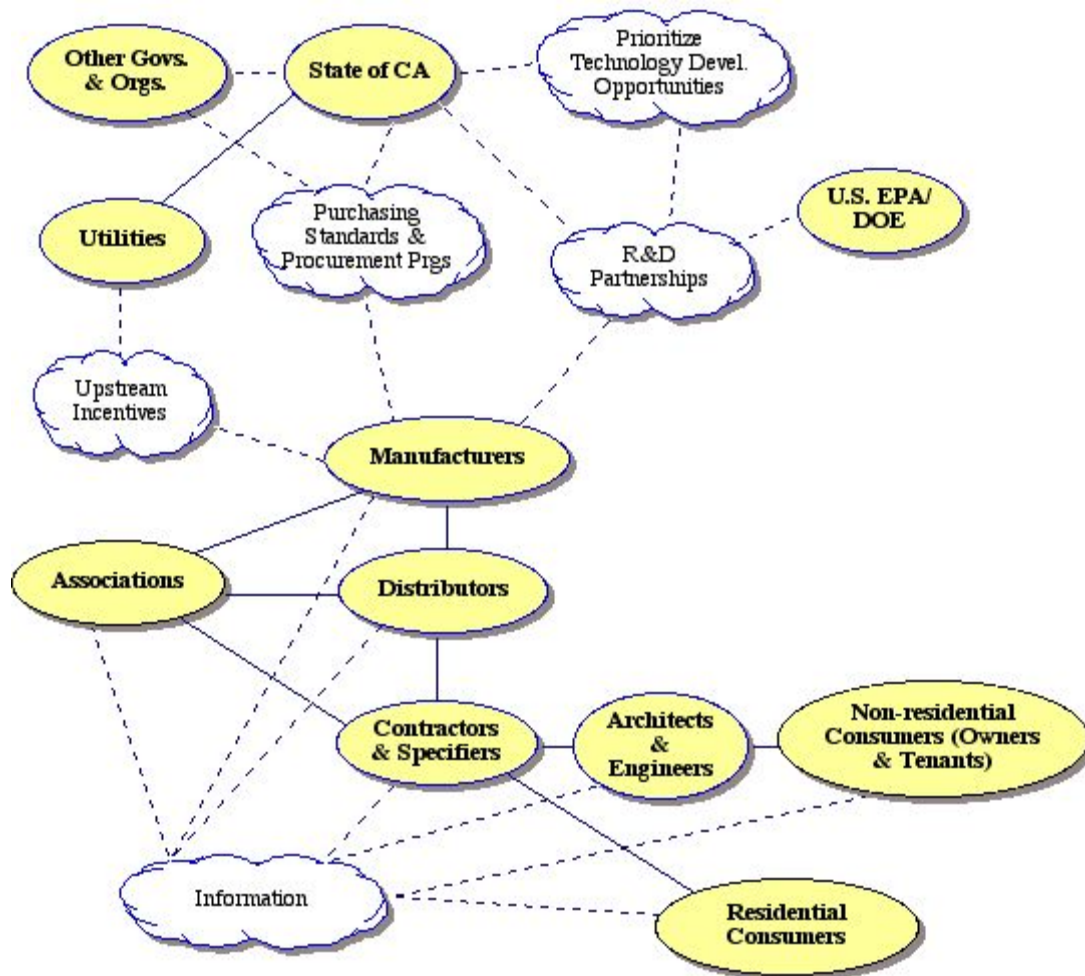 Other Govs.
& Orgs.
State of CA
Prioritize
Technology Devel.
Opportunities
Utilities
Purchasing
Standards &
Procurement Prgs
R&D
Partnerships
U.S. EPA/
DOE
Upstream
Incentives
Manufacturers
Associations
Distributors
Contractors
& Specifiers
Architects
&
Engineers
Non-residential
Consumers (Owners
& Tenants)
Information
Residential
Consumers